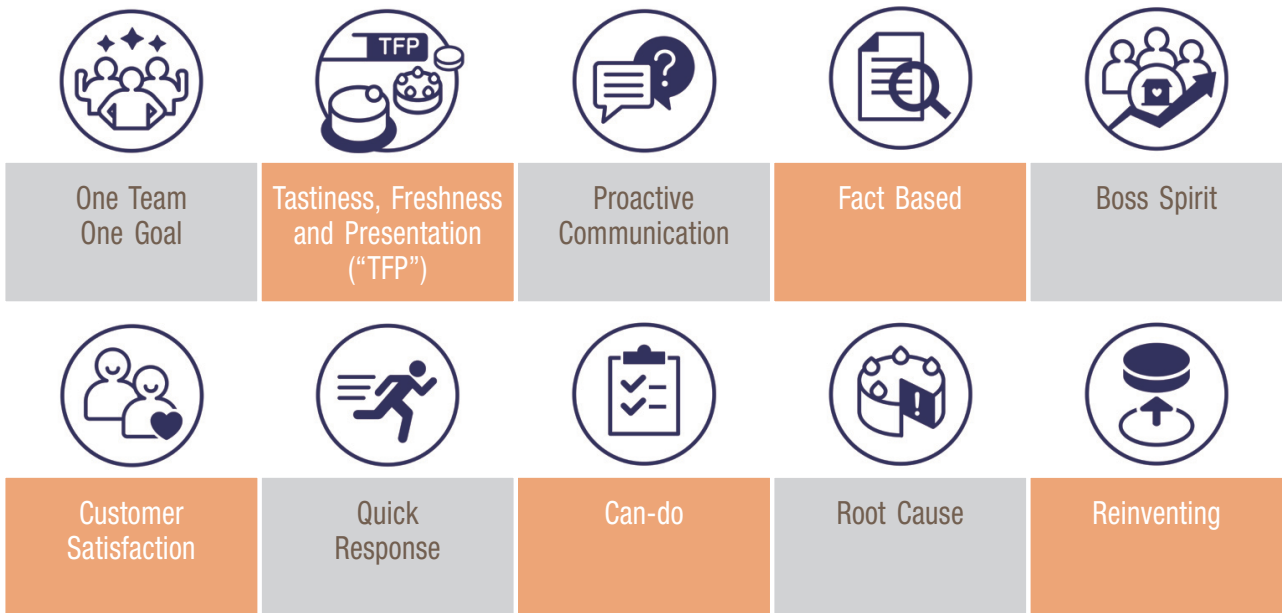 TFP
?
One Team
One Goal
Tastiness, Freshness
and Presentation
(“TFP”)
Proactive
Communication
Fact Based
Boss Spirit
!
Customer
Satisfaction
Quick
Response
Can-do
Root Cause
Reinventing